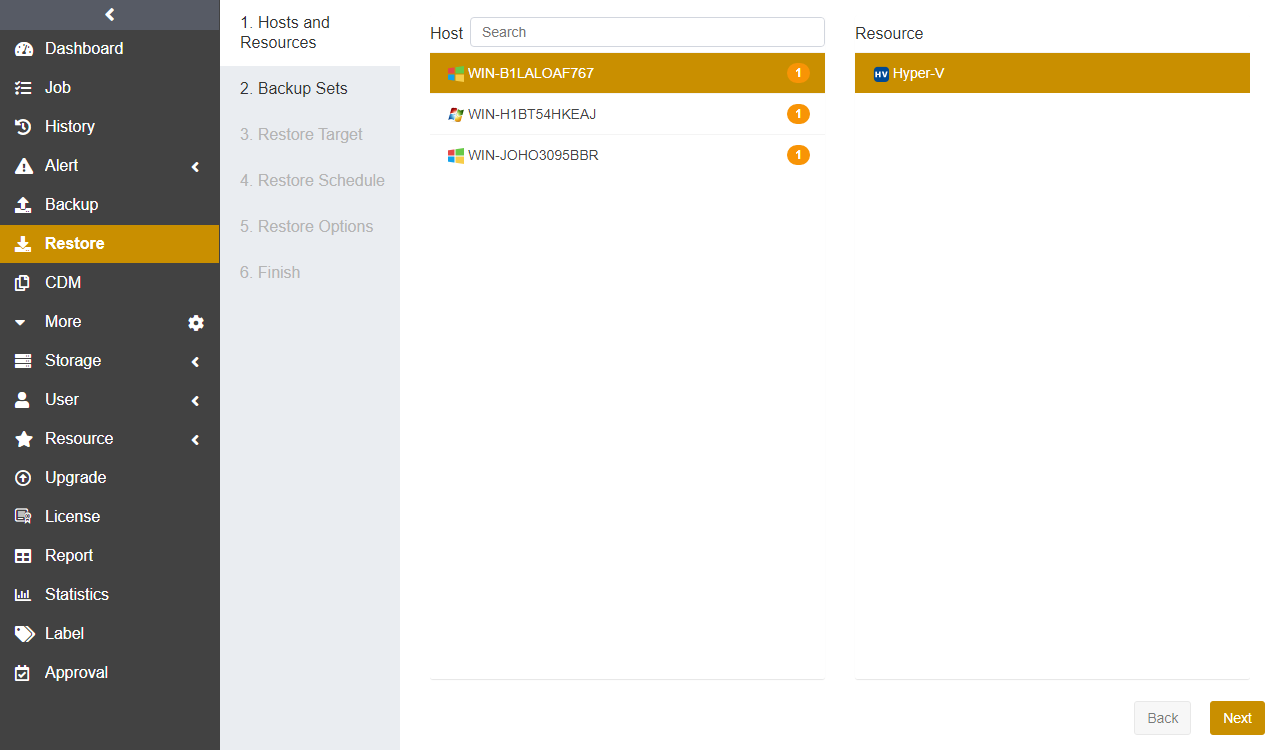 Dashboard
Job
History
Alert
Backup
Restore
CDM
More
Storage
User
Resource
Upgrade
License
Report
Statistics
Label
Approval
1. Hosts and
Resources
2. Backup Sets
3. Restore Target
4. Restore Schedule
5. Restore Options
6. Finish
Host Search
WIN-B1LALOAF767 1
WIN-H1BT54HKEAJ 1
WIN-JOHO3095BBR 1
Resource
HV Hyper-V
Back Next